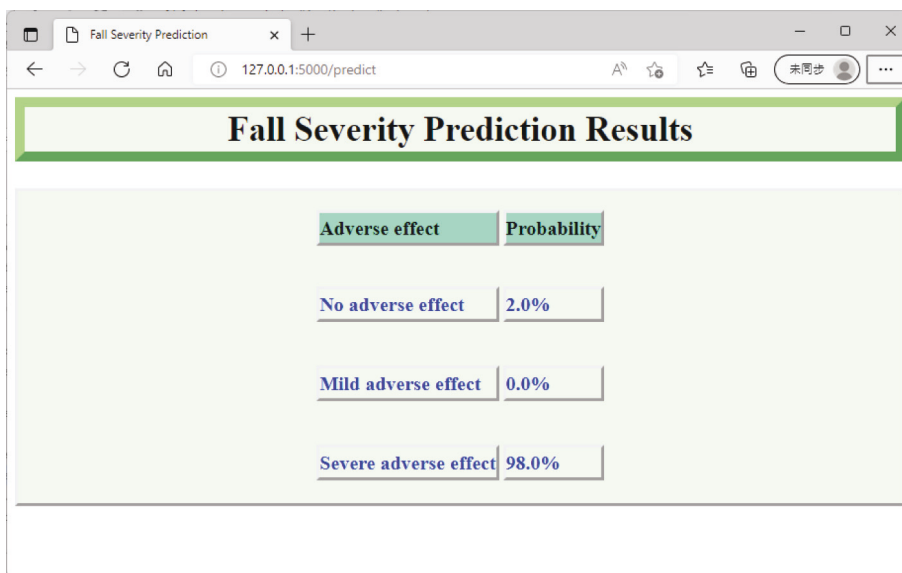 Fall Severity Prediction
127.0.0.1:5000/predict
未同步
Fall Severity Prediction Results
Adverse effect Probability
No adverse effect 2.0%
Mild adverse effect 0.0%
Severe adverse effect 98.0%